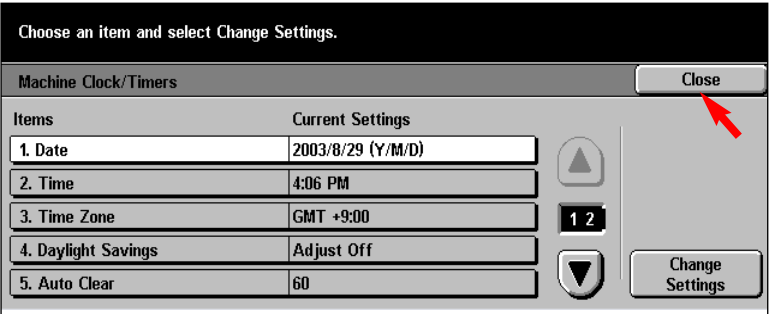 Choose an item and select Change Settings.
Machine Clock/Timers
Close
Items Current Settings
1. Date 2003/8/29 (Y/M/D)
2. Time 4:06 PM
3. Time Zone GMT +9:00
1 2
4. Daylight Savings Adjust Off
5. Auto Clear 60
Change
Settings